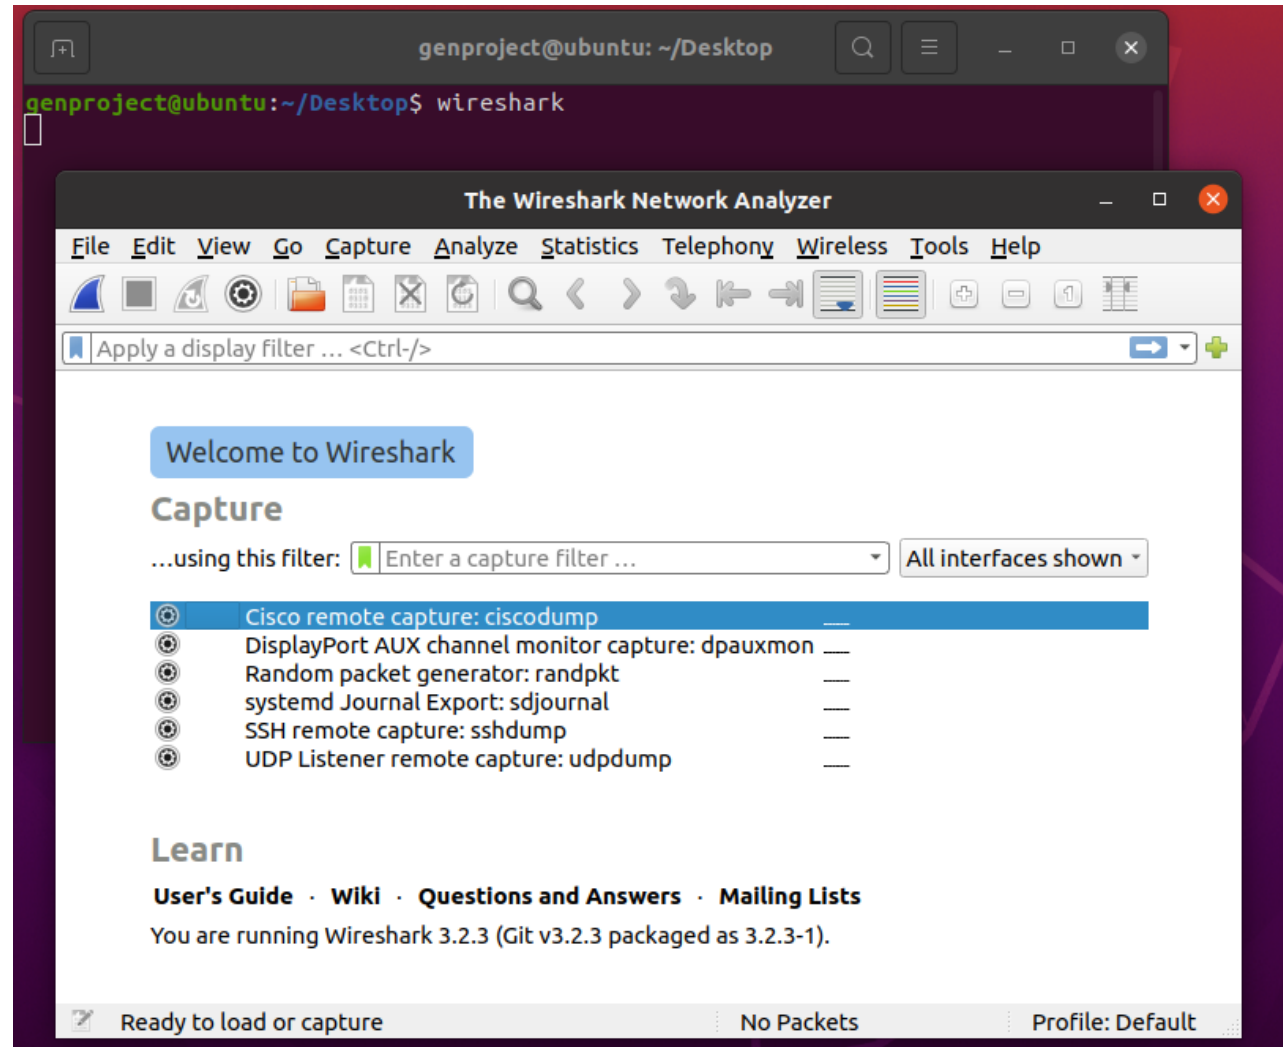 genproject@ubuntu: ~/Desktop
genproject@ubuntu:~/Desktop$ wireshark
The Wireshark Network Analyzer
File Edit View Go Capture Analyze Statistics Telephony Wireless Tools Help
Apply a display filter … <Ctrl-/>
Welcome to Wireshark
Capture
…using this filter: Enter a capture filter … All interfaces shown
Cisco remote capture: ciscodump
DisplayPort AUX channel monitor capture: dpauxmon
Random packet generator: randpkt
systemd Journal Export: sdjournal
SSH remote capture: sshdump
UDP Listener remote capture: udpdump
Learn
User's Guide · Wiki · Questions and Answers · Mailing Lists
You are running Wireshark 3.2.3 (Git v3.2.3 packaged as 3.2.3-1).
Ready to load or capture No Packets Profile: Default